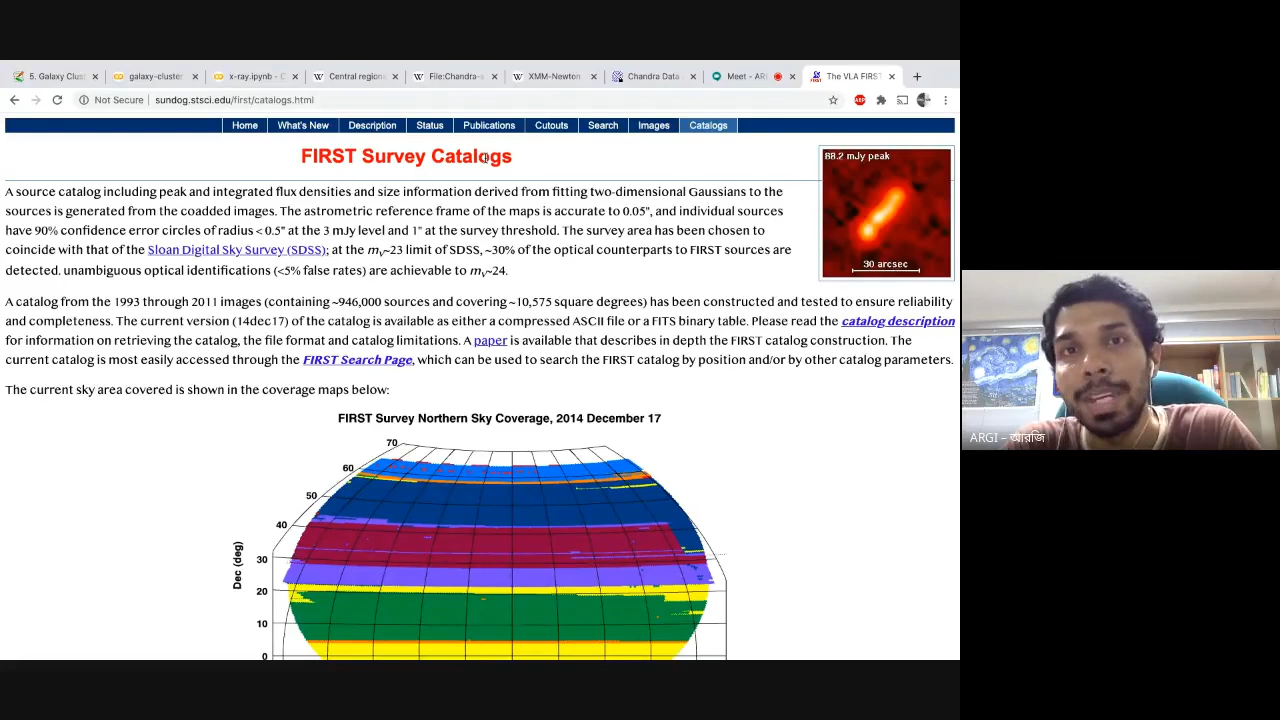 5. Galaxy Clus
galaxy-cluster
x-ray.ipynb - C
Central region
File:Chandra-s
XMM-Newton
Chandra Data
Meet – AR
The VLA FIRST
Not Secure
sundog.stsci.edu/first/catalogs.html
ABP
Home
What's New
Description
Status
Publications
Cutouts
Search
Images
Catalogs
FIRST Survey Catalogs
88.2 mJy peak
30 arcsec
A source catalog including peak and integrated flux densities and size information derived from fitting two-dimensional Gaussians to the
sources is generated from the coadded images. The astrometric reference frame of the maps is accurate to 0.05", and individual sources
have 90% confidence error circles of radius < 0.5" at the 3 mJy level and 1" at the survey threshold. The survey area has been chosen to
coincide with that of the Sloan Digital Sky Survey (SDSS); at the mv~23 limit of SDSS, ~30% of the optical counterparts to FIRST sources are
detected. unambiguous optical identifications (<5% false rates) are achievable to mv~24.
A catalog from the 1993 through 2011 images (containing ~946,000 sources and covering ~10,575 square degrees) has been constructed and tested to ensure reliability
and completeness. The current version (14dec17) of the catalog is available as either a compressed ASCII file or a FITS binary table. Please read the catalog description
for information on retrieving the catalog, the file format and catalog limitations. A paper is available that describes in depth the FIRST catalog construction. The
current catalog is most easily accessed through the FIRST Search Page, which can be used to search the FIRST catalog by position and/or by other catalog parameters.
The current sky area covered is shown in the coverage maps below:
FIRST Survey Northern Sky Coverage, 2014 December 17
70
60
50
40
30
20
10
0
Dec (deg)
ARGI – আরজি